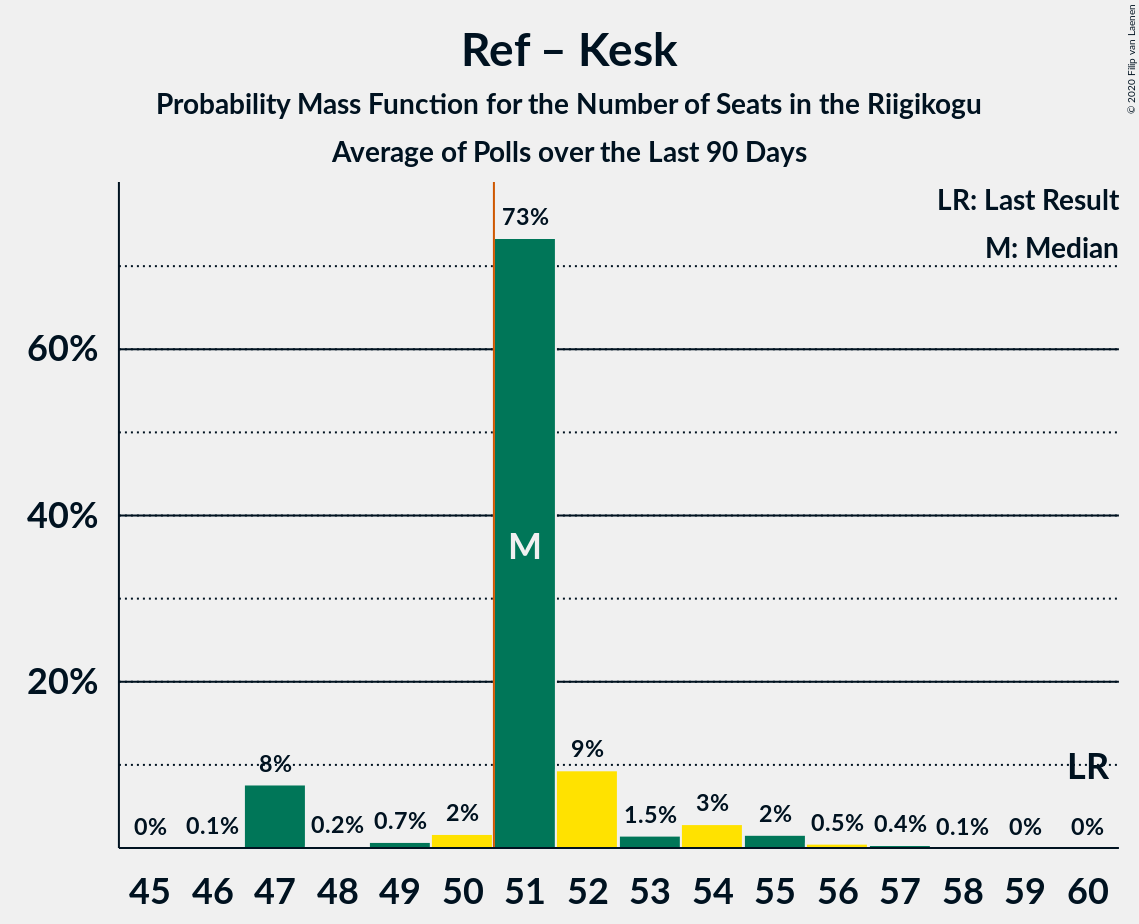 Ref – Kesk
Probability Mass Function for the Number of Seats in the Riigikogu
Average of Polls over the Last 90 Days
© 2020 Filip van Laenen
LR: Last Result
M: Median
60%
40%
20%
0% 0.1% 8% 0.2% 0.7% 2% 73% 9% 1.5% 3% 2% 0.5% 0.4% 0.1% 0% 0%
M
LR
45 46 47 48 49 50 51 52 53 54 55 56 57 58 59 60